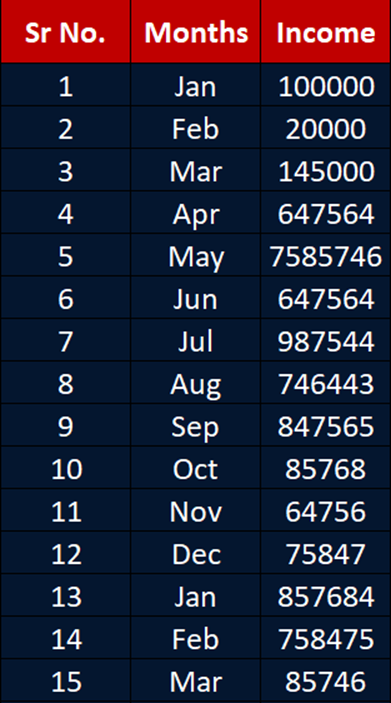 Sr No. Months Income
1 Jan 100000
2 Feb 20000
3 Mar 145000
4 Apr 647564
5 May 7585746
6 Jun 647564
7 Jul 987544
8 Aug 746443
9 Sep 847565
10 Oct 85768
11 Nov 64756
12 Dec 75847
13 Jan 857684
14 Feb 758475
15 Mar 85746